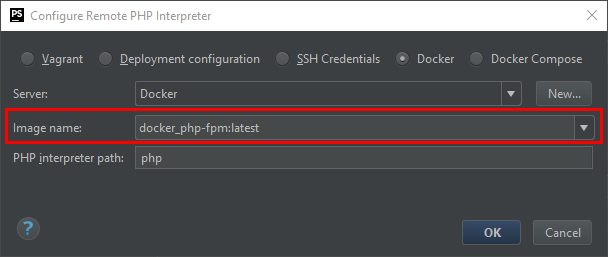 PS Configure Remote PHP Interpreter
Vagrant Deployment configuration SSH Credentials Docker Docker Compose
Server: Docker New...
Image name: docker_php-fpm:latest
PHP interpreter path: php
? OK Cancel